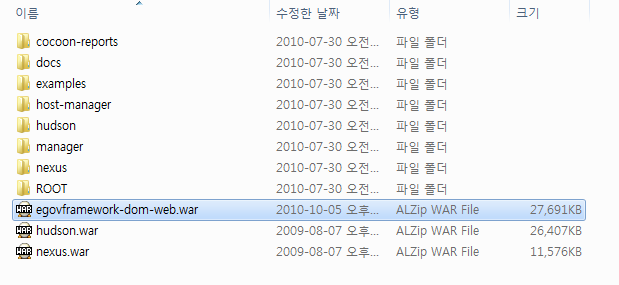 이름 수정한 날짜 유형 크기
cocoon-reports 2010-07-30 오전... 파일 폴더
docs 2010-07-30 오전... 파일 폴더
examples 2010-07-30 오전... 파일 폴더
host-manager 2010-07-30 오전... 파일 폴더
hudson 2010-07-30 오전... 파일 폴더
manager 2010-07-30 오전... 파일 폴더
nexus 2010-07-30 오전... 파일 폴더
ROOT 2010-07-30 오전... 파일 폴더
egovframework-dom-web.war 2010-10-05 오후... ALZip WAR File 27,691KB
hudson.war 2009-08-07 오후... ALZip WAR File 26,407KB
nexus.war 2009-08-07 오후... ALZip WAR File 11,576KB